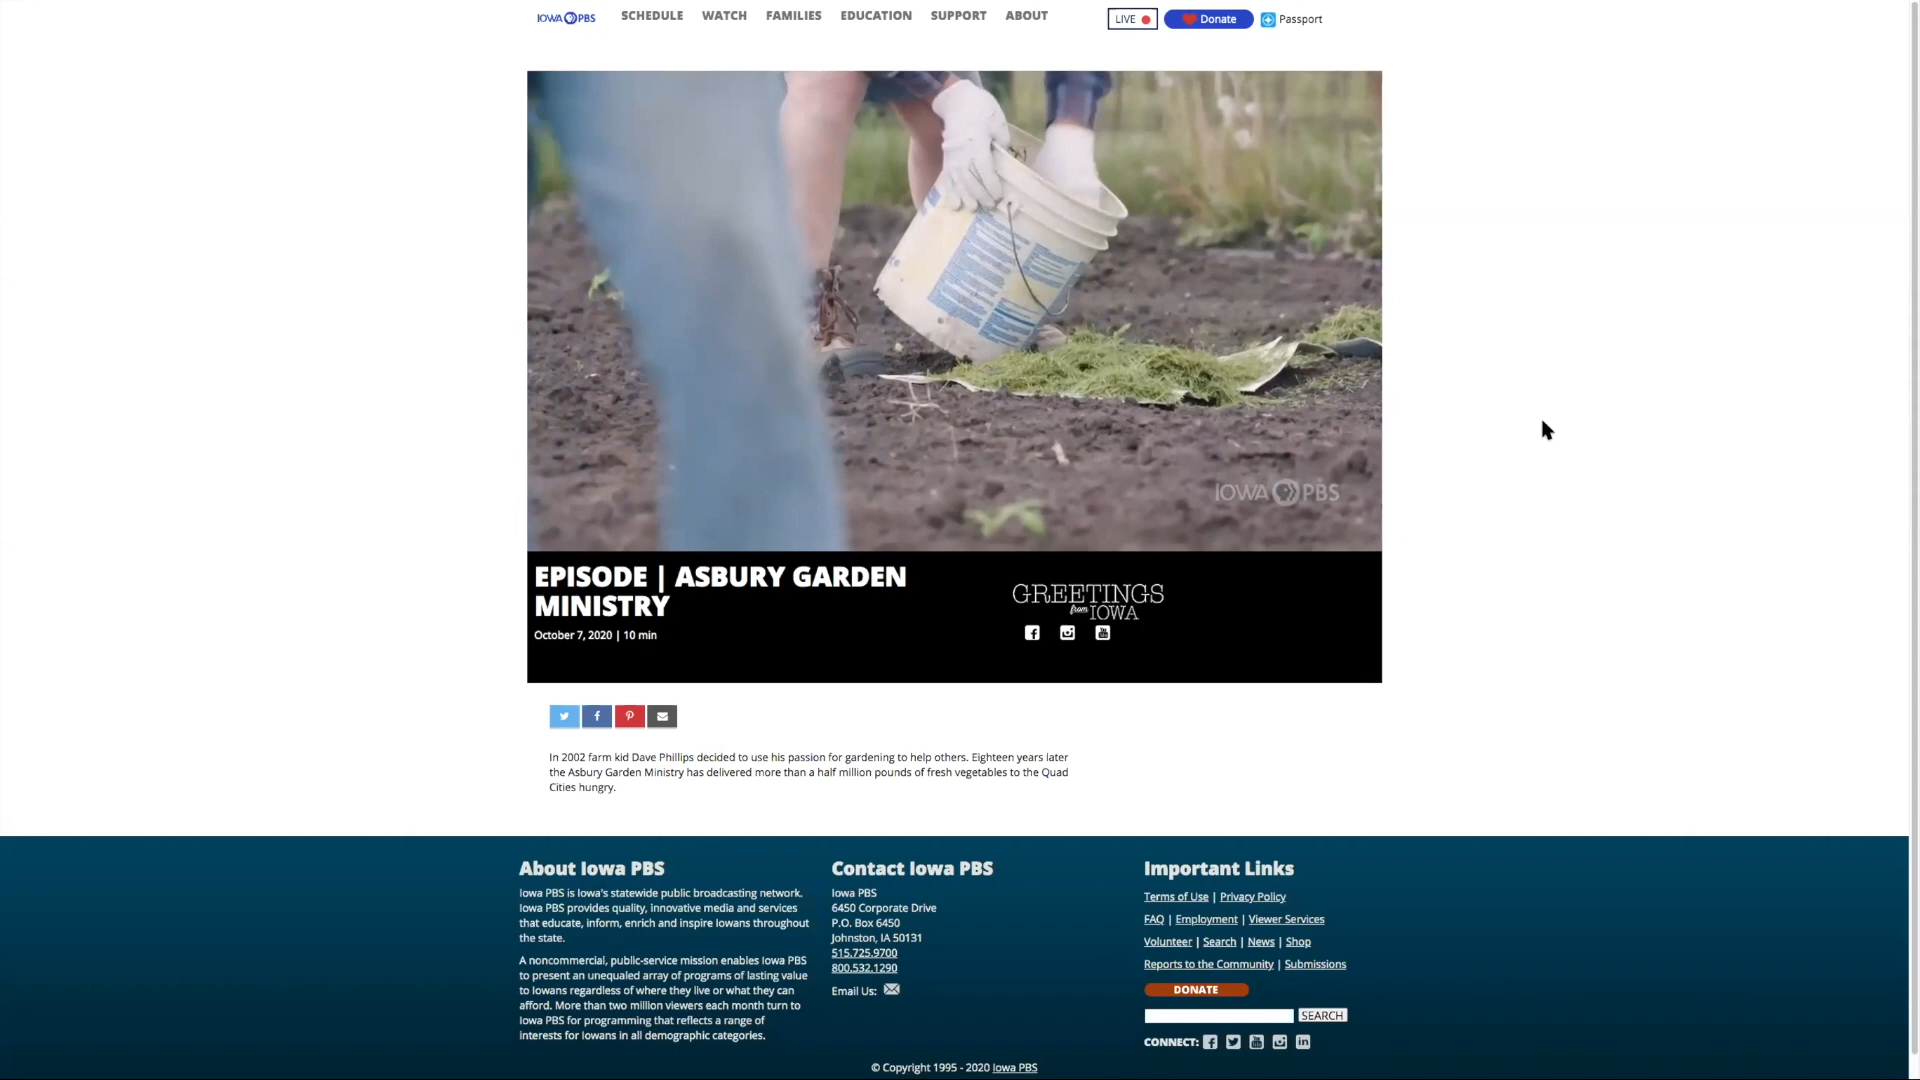 IOWA PBS
SCHEDULE WATCH FAMILIES EDUCATION SUPPORT ABOUT
LIVE
Donate
Passport
IOWA PBS
EPISODE | ASBURY GARDEN
MINISTRY
October 7, 2020 | 10 min
GREETINGS
from IOWA
In 2002 farm kid Dave Phillips decided to use his passion for gardening to help others. Eighteen years later
the Asbury Garden Ministry has delivered more than a half million pounds of fresh vegetables to the Quad
Cities hungry.
About Iowa PBS
Iowa PBS is Iowa's statewide public broadcasting network.
Iowa PBS provides quality, innovative media and services
that educate, inform, enrich and inspire Iowans throughout
the state.
A noncommercial, public-service mission enables Iowa PBS
to present an unequaled array of programs of lasting value
to Iowans regardless of where they live or what they can
afford. More than two million viewers each month turn to
Iowa PBS for programming that reflects a range of
interests for Iowans in all demographic categories.
Contact Iowa PBS
Iowa PBS
6450 Corporate Drive
P.O. Box 6450
Johnston, IA 50131
515.725.9700
800.532.1290
Email Us:
Important Links
Terms of Use | Privacy Policy
FAQ | Employment | Viewer Services
Volunteer | Search | News | Shop
Reports to the Community | Submissions
DONATE
SEARCH
CONNECT:
© Copyright 1995 - 2020 Iowa PBS